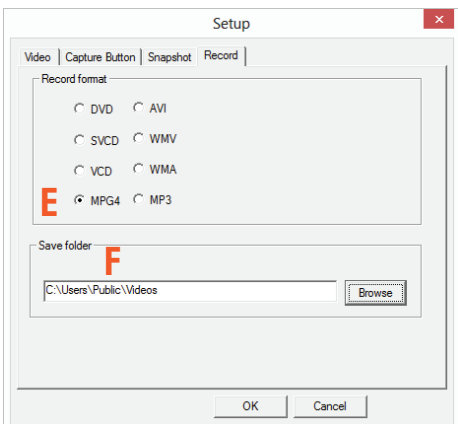 Setup
Video Capture Button Snapshot Record
Record format
DVD AVI
SVCD WMV
VCD WMA
E MPG4 MP3
Save folder
F
C:\Users\Public\Videos Browse
OK Cancel